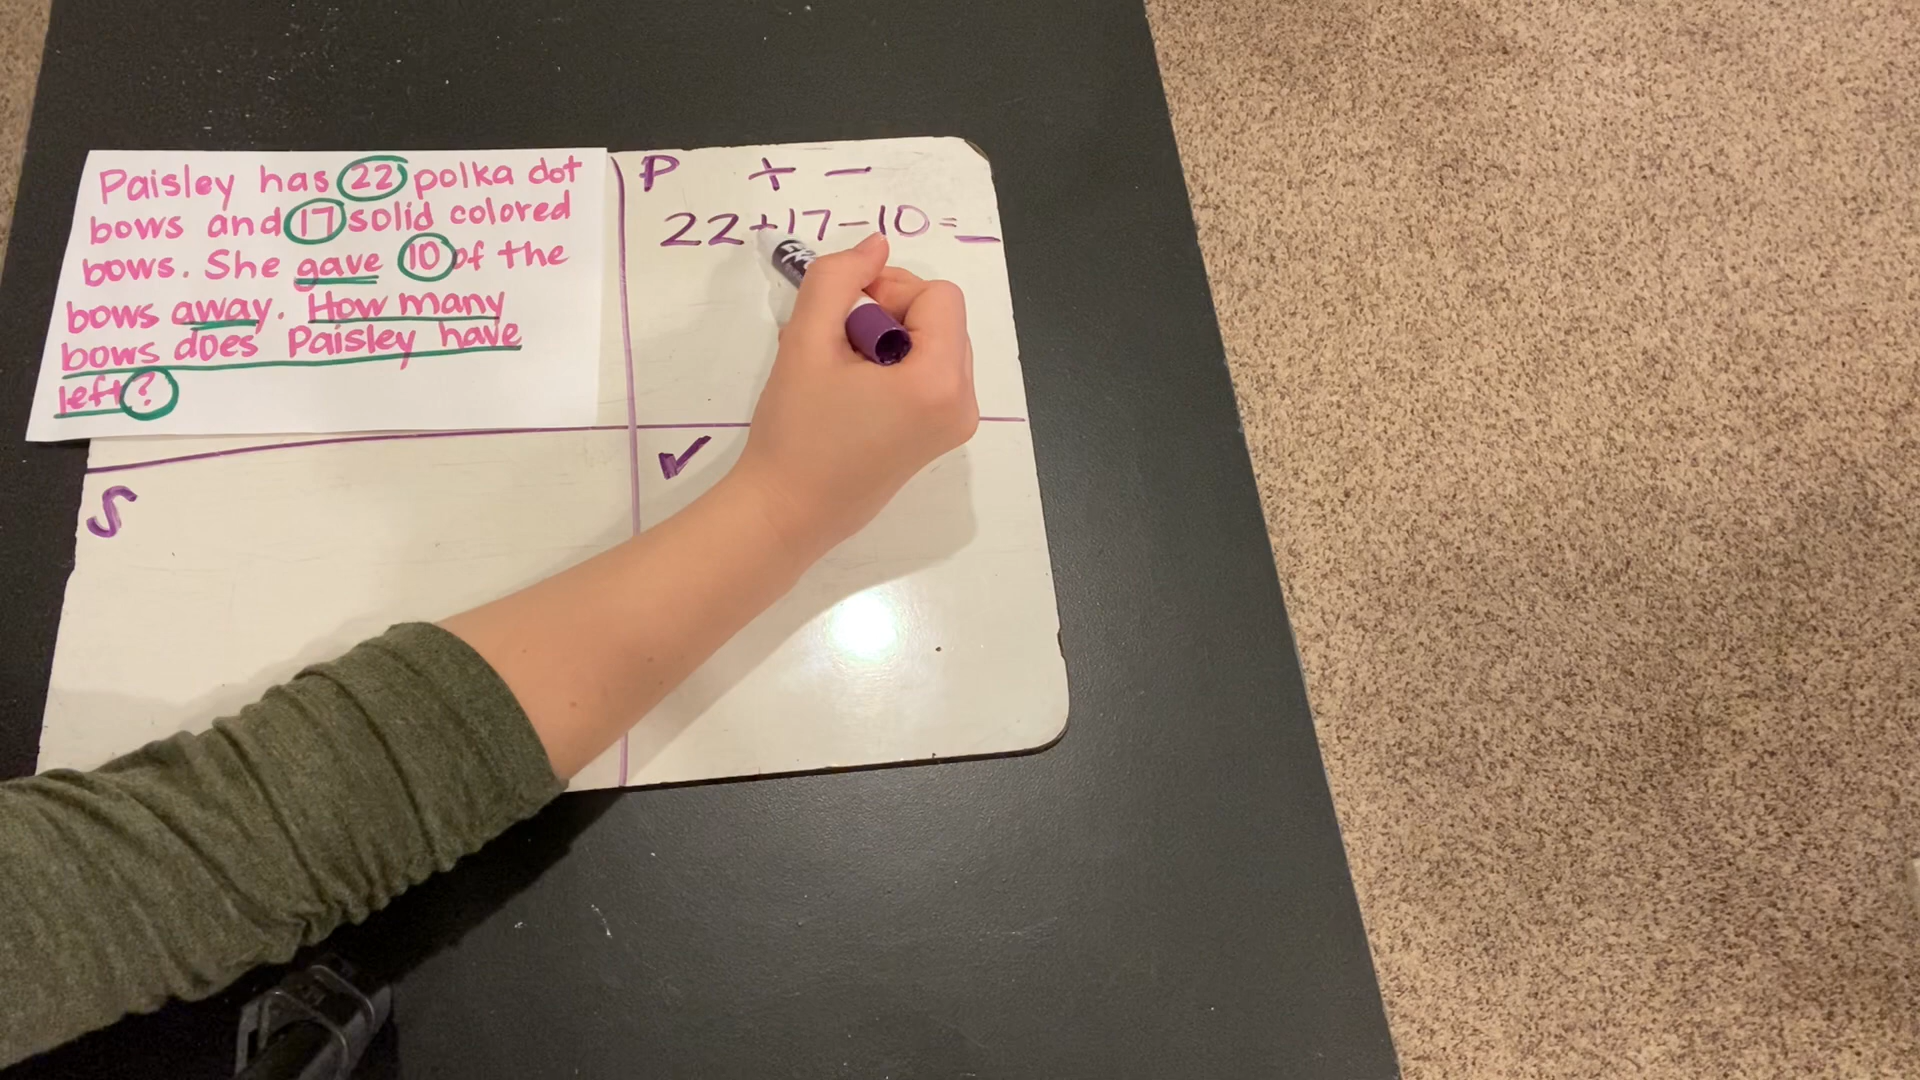 Paisley has 22 polka dot
bows and 17 solid colored
bows. She gave 10 of the
bows away. How many
bows does Paisley have
left?
P + −
22+17−10=_
✓
S